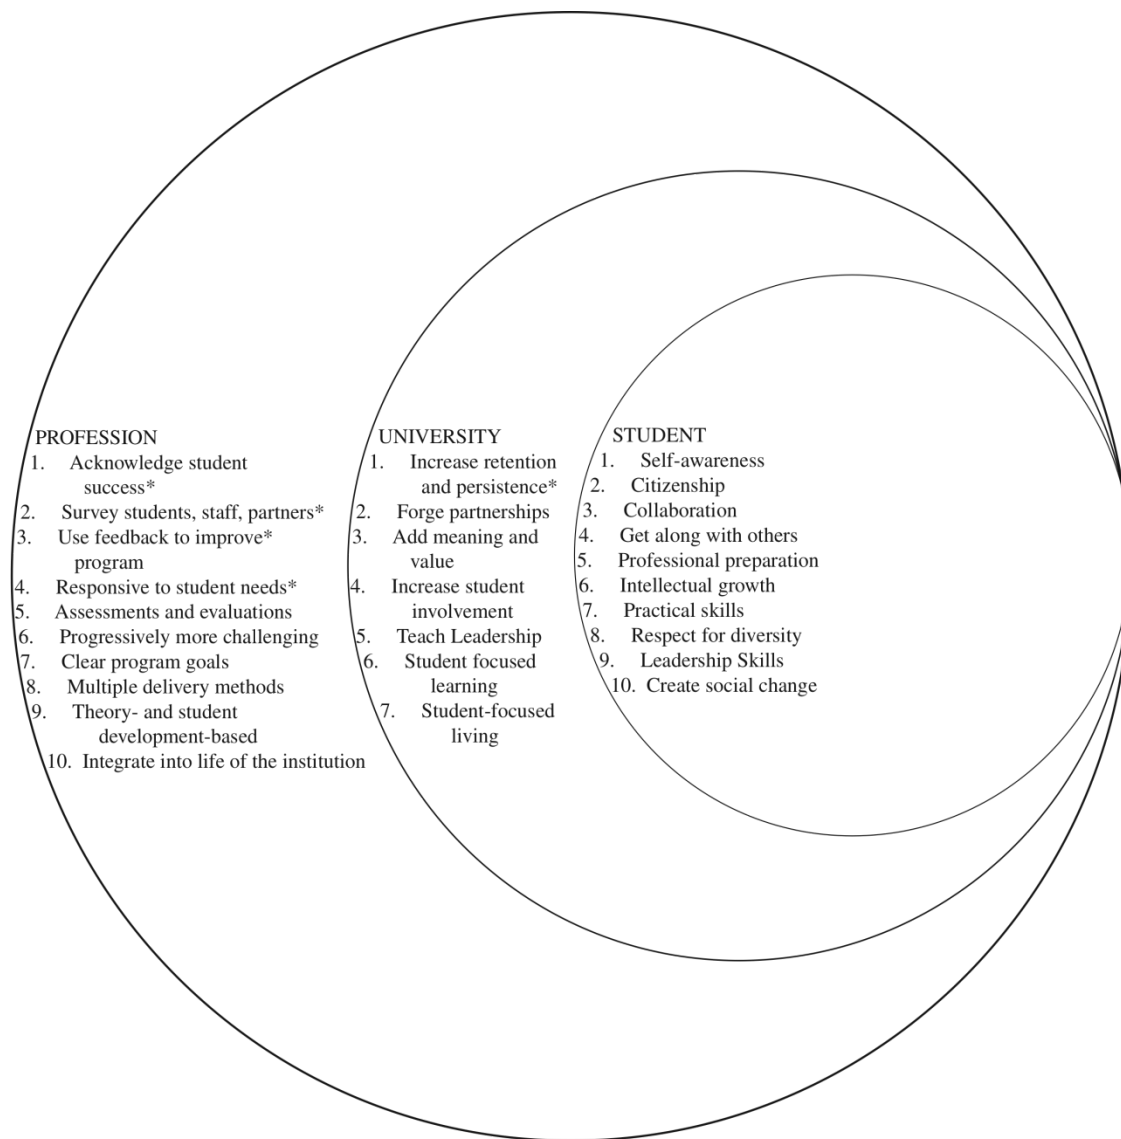 PROFESSION
1. Acknowledge student
success*
2. Survey students, staff, partners*
3. Use feedback to improve*
program
4. Responsive to student needs*
5. Assessments and evaluations
6. Progressively more challenging
7. Clear program goals
8. Multiple delivery methods
9. Theory- and student
development-based
10. Integrate into life of the institution
UNIVERSITY
1. Increase retention
and persistence*
2. Forge partnerships
3. Add meaning and
value
4. Increase student
involvement
5. Teach Leadership
6. Student focused
learning
7. Student-focused
living
STUDENT
1. Self-awareness
2. Citizenship
3. Collaboration
4. Get along with others
5. Professional preparation
6. Intellectual growth
7. Practical skills
8. Respect for diversity
9. Leadership Skills
10. Create social change